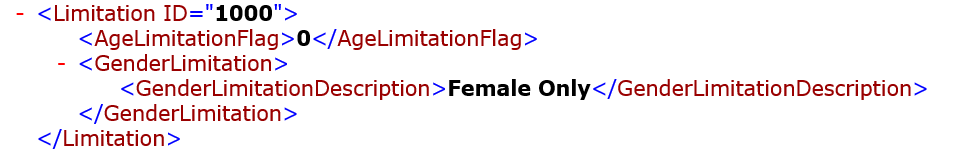 - <Limitation ID="1000">
<AgeLimitationFlag>0</AgeLimitationFlag>
- <GenderLimitation>
<GenderLimitationDescription>Female Only</GenderLimitationDescription>
</GenderLimitation>
</Limitation>